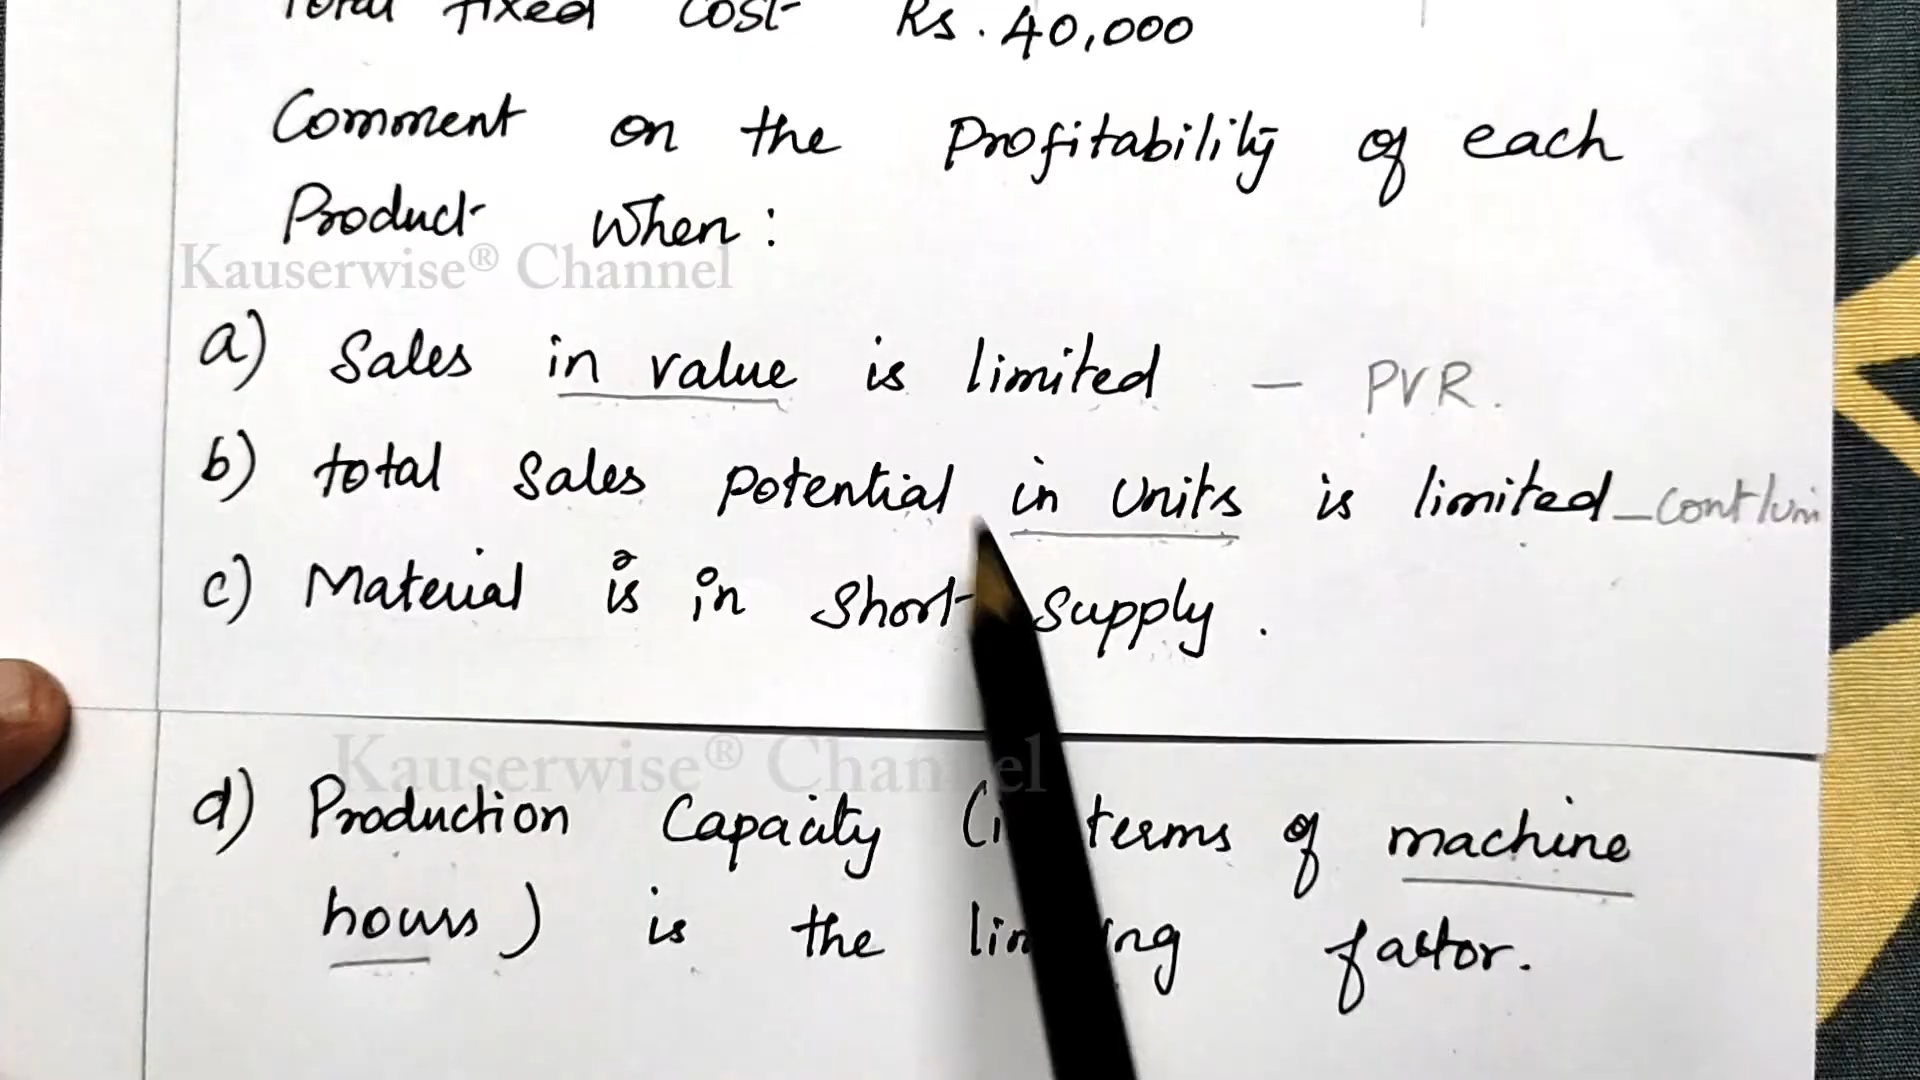 Total fixed cost Rs. 40,000
Comment on the Profitability of each
Product when:
Kauserwise® Channel
a) Sales in value is limited — PVR.
b) total sales potential in units is limited – cont/uni
c) Material is in short supply.
Kauserwise® Channel
d) Production capacity (in terms of machine
hours) is the limiting factor.